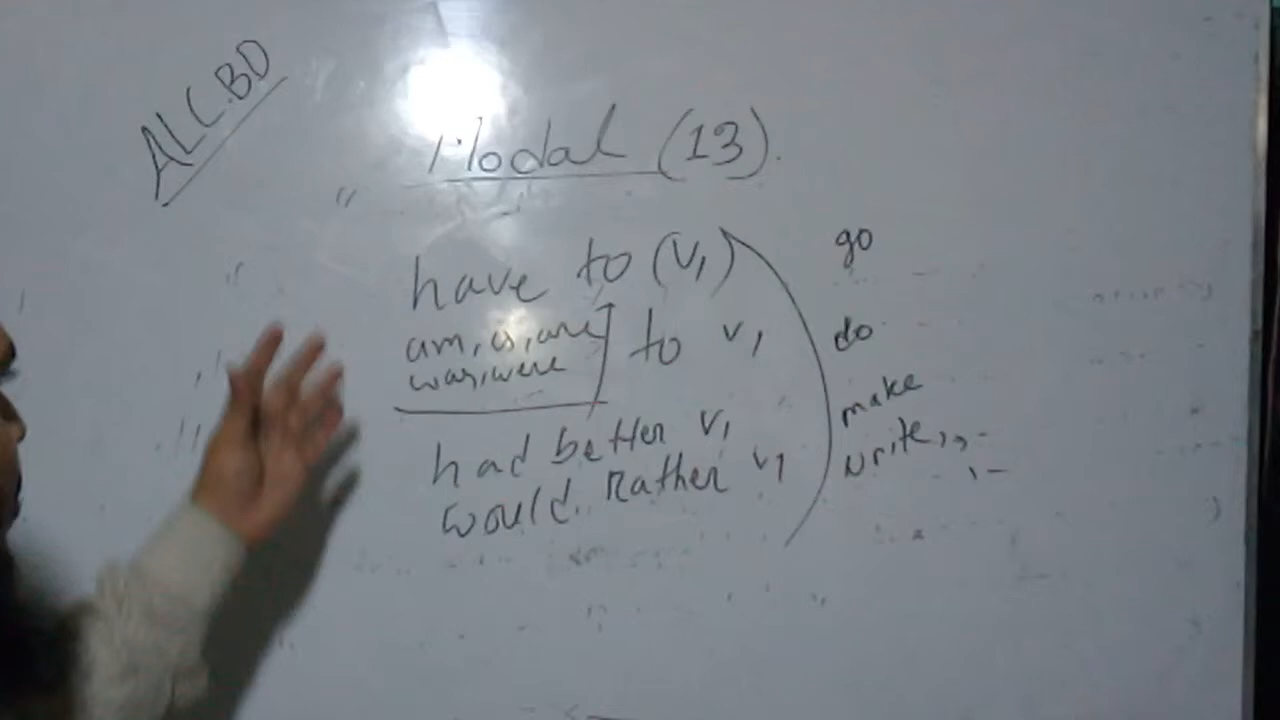 ALC.BD
Modal (13).
have to (V1)
am, is, are
was, were
to V1
had better V1
would Rather V1
go
do
make
write,,-